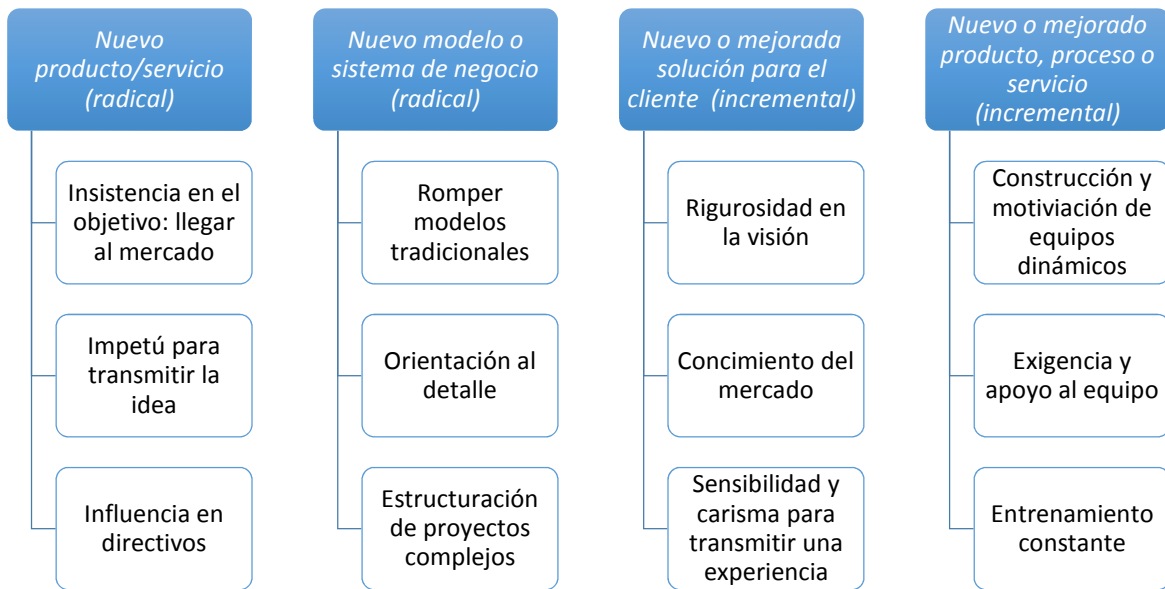 Nuevo
producto/servicio
(radical)
Insistencia en el
objetivo: llegar
al mercado
Impetú para
transmitir la
idea
Influencia en
directivos
Nuevo modelo o
sistema de negocio
(radical)
Romper
modelos
tradicionales
Orientación al
detalle
Estructuración
de proyectos
complejos
Nuevo o mejorada
solución para el
cliente (incremental)
Rigurosidad en
la visión
Concimiento del
mercado
Sensibilidad y
carisma para
transmitir una
experiencia
Nuevo o mejorado
producto, proceso o
servicio
(incremental)
Construcción y
motiviación de
equipos
dinámicos
Exigencia y
apoyo al equipo
Entrenamiento
constante